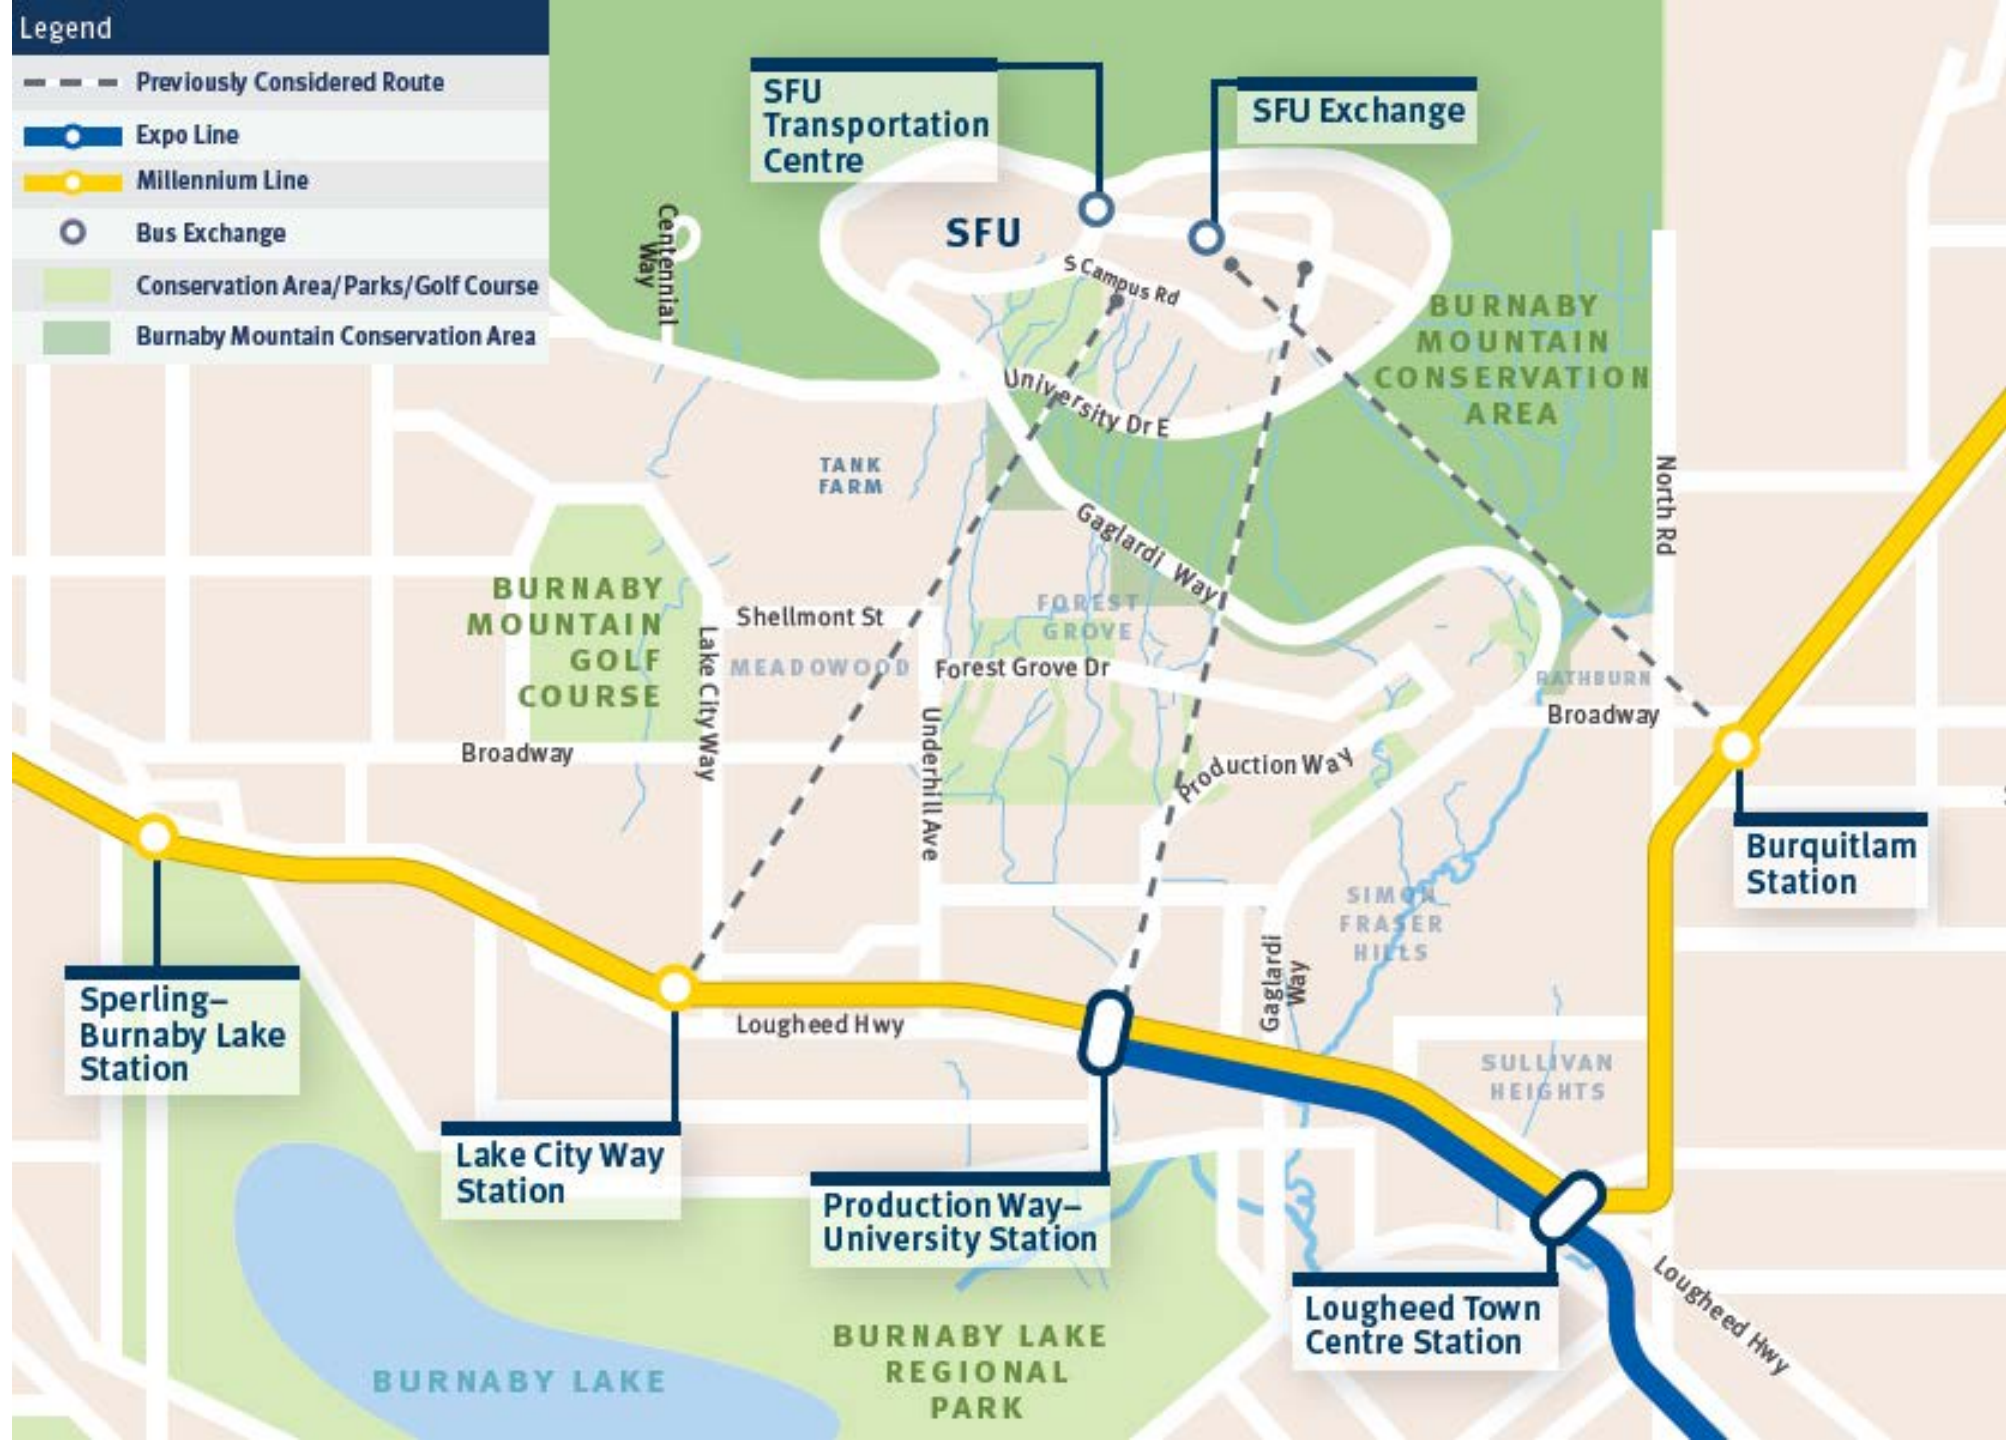 Legend
Previously Considered Route
Expo Line
Millennium Line
Bus Exchange
Conservation Area/Parks/Golf Course
Burnaby Mountain Conservation Area
SFU
Transportation
Centre
SFU Exchange
SFU
Centennial
Way
S Campus Rd
BURNABY
MOUNTAIN
CONSERVATION
AREA
University Dr E
TANK
FARM
North Rd
Gaglardi Way
BURNABY
MOUNTAIN
GOLF
COURSE
Shellmont St
FOREST
GROVE
Lake City Way
MEADOWOOD
Forest Grove Dr
RATHBURN
Broadway
Broadway
Underhill Ave
Production Way
Burquitlam
Station
SIMON
FRASER
HILLS
Gaglardi
Way
Sperling–
Burnaby Lake
Station
Lougheed Hwy
SULLIVAN
HEIGHTS
Lake City Way
Station
Production Way–
University Station
Lougheed Town
Centre Station
Lougheed Hwy
BURNABY LAKE
BURNABY LAKE
REGIONAL
PARK